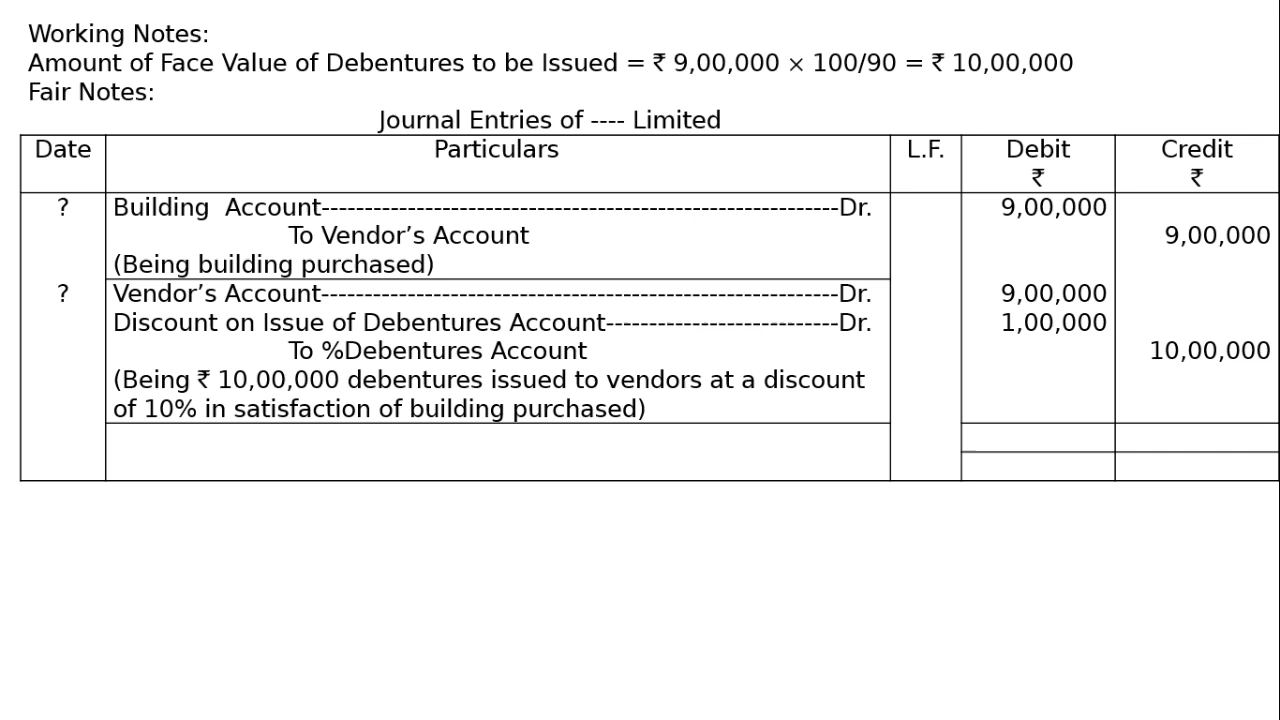 Working Notes:
Amount of Face Value of Debentures to be Issued = ₹ 9,00,000 × 100/90 = ₹ 10,00,000
Fair Notes:
Journal Entries of ---- Limited
Date Particulars L.F. Debit Credit
₹ ₹
? Building  Account------------------------------------------------------------Dr. 9,00,000
To Vendor’s Account 9,00,000
(Being building purchased)
? Vendor’s Account------------------------------------------------------------Dr. 9,00,000
Discount on Issue of Debentures Account---------------------------Dr. 1,00,000
To %Debentures Account 10,00,000
(Being ₹ 10,00,000 debentures issued to vendors at a discount
of 10% in satisfaction of building purchased)